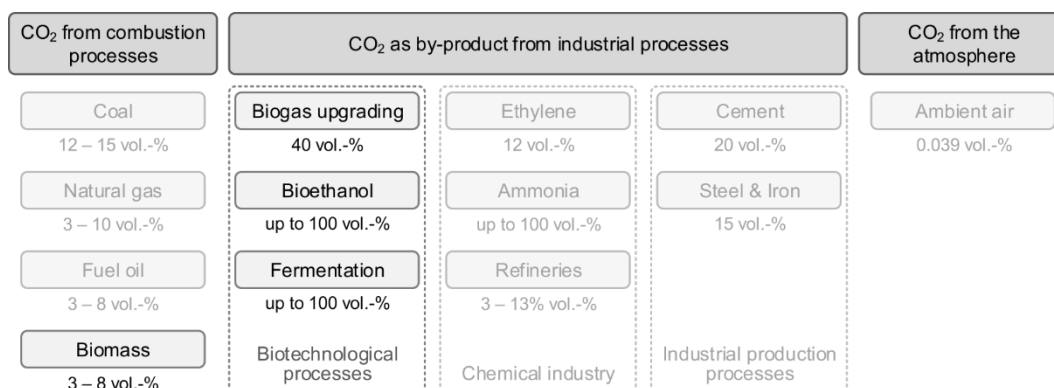 CO₂ from combustion
processes
CO₂ as by-product from industrial processes
CO₂ from the
atmosphere
Coal
12 – 15 vol.-%
Natural gas
3 – 10 vol.-%
Fuel oil
3 – 8 vol.-%
Biomass
3 – 8 vol.-%
Biogas upgrading
40 vol.-%
Bioethanol
up to 100 vol.-%
Fermentation
up to 100 vol.-%
Biotechnological
processes
Ethylene
12 vol.-%
Ammonia
up to 100 vol.-%
Refineries
3 – 13% vol.-%
Chemical industry
Cement
20 vol.-%
Steel & Iron
15 vol.-%
Industrial production
processes
Ambient air
0.039 vol.-%